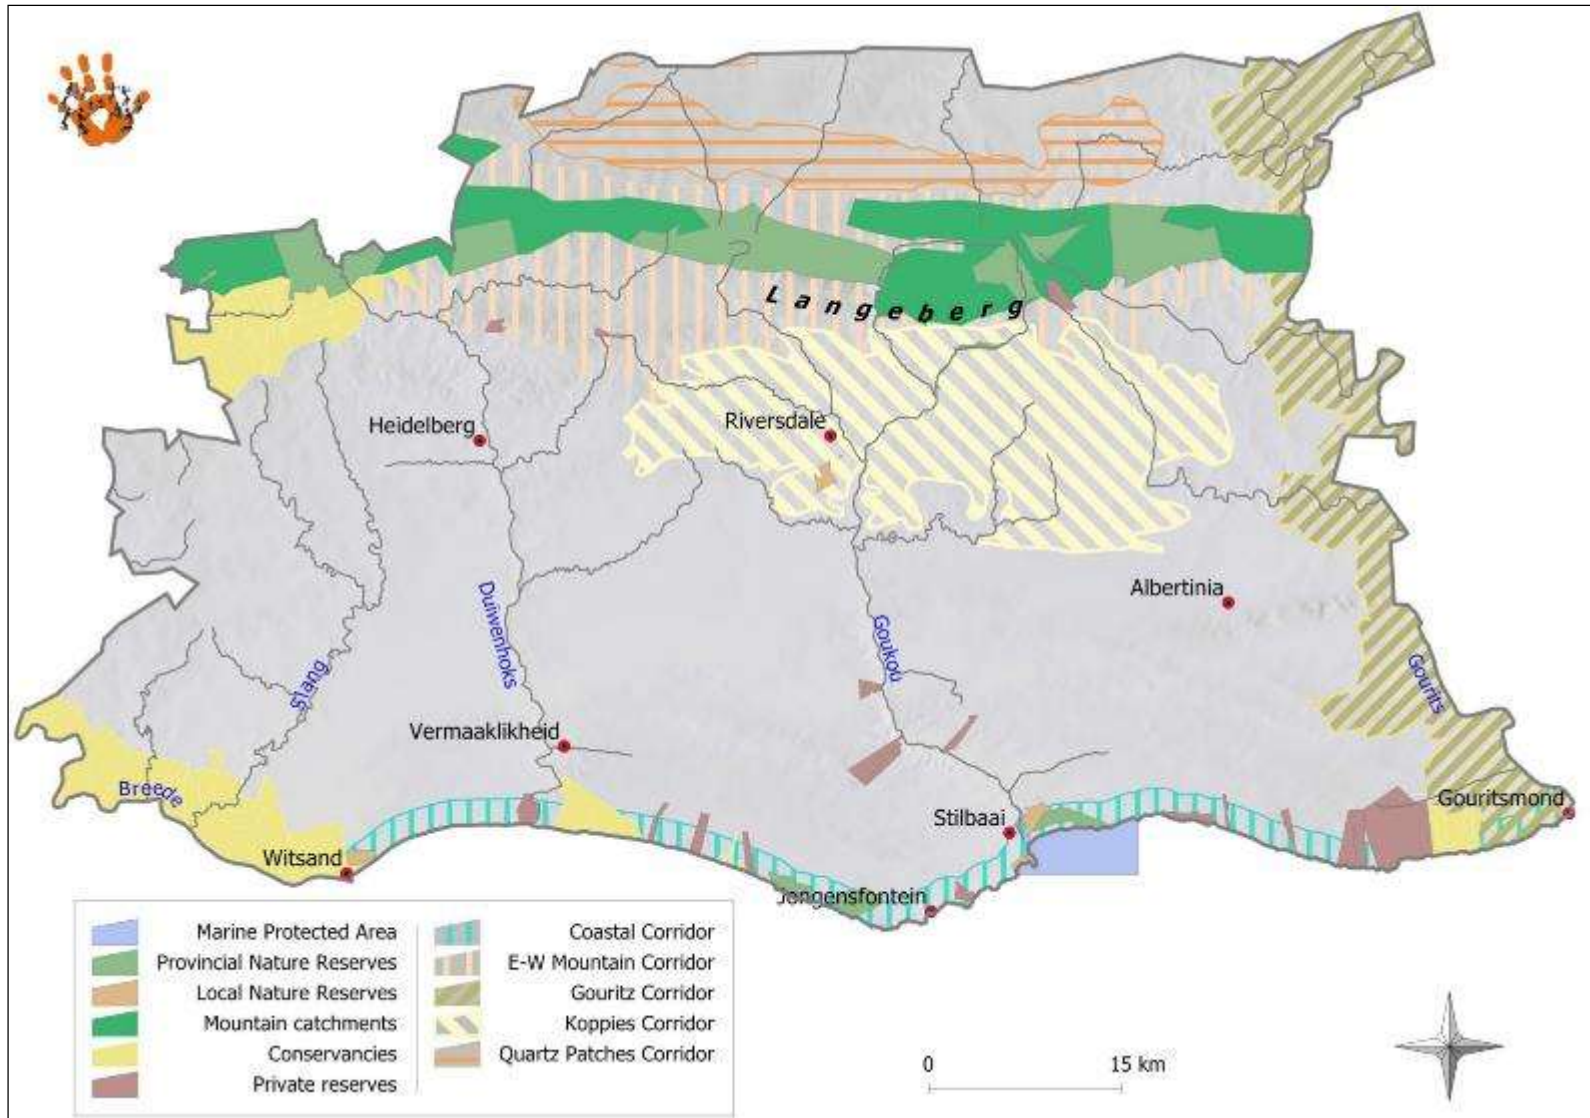 Langeberg
Heidelberg
Riversdale
Albertinia
Duiwenhoks
Goukou
Slang
Gourits
Vermaaklikheid
Breede
Gouritsmond
Stilbaai
Witsand
Jongensfontein
Marine Protected Area
Provincial Nature Reserves
Local Nature Reserves
Mountain catchments
Conservancies
Private reserves
Coastal Corridor
E-W Mountain Corridor
Gouritz Corridor
Koppies Corridor
Quartz Patches Corridor
0 15 km